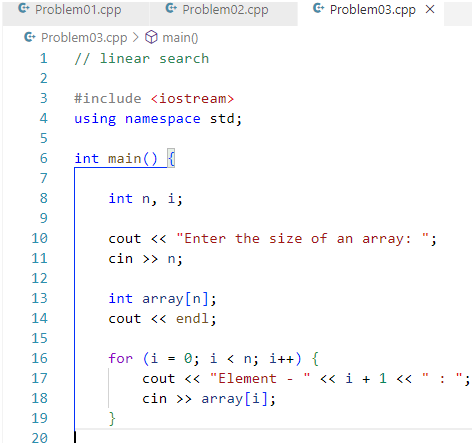 Problem01.cpp Problem02.cpp Problem03.cpp ×
Problem03.cpp > main()
1 // linear search
2
3 #include <iostream>
4 using namespace std;
5
6 int main() {
7
8 int n, i;
9
10 cout << "Enter the size of an array: ";
11 cin >> n;
12
13 int array[n];
14 cout << endl;
15
16 for (i = 0; i < n; i++) {
17 cout << "Element - " << i + 1 << " : ";
18 cin >> array[i];
19 }
20